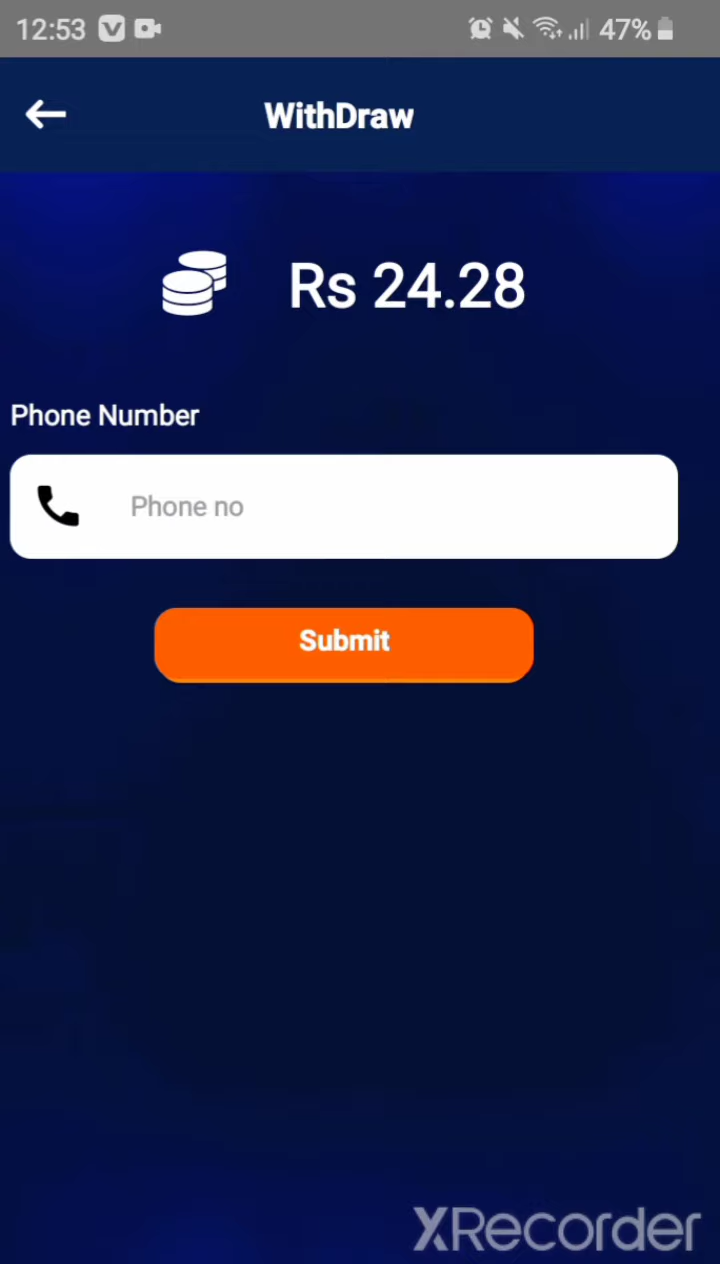 12:53 47%
WithDraw
Rs 24.28
Phone Number
Phone no
Submit
XRecorder